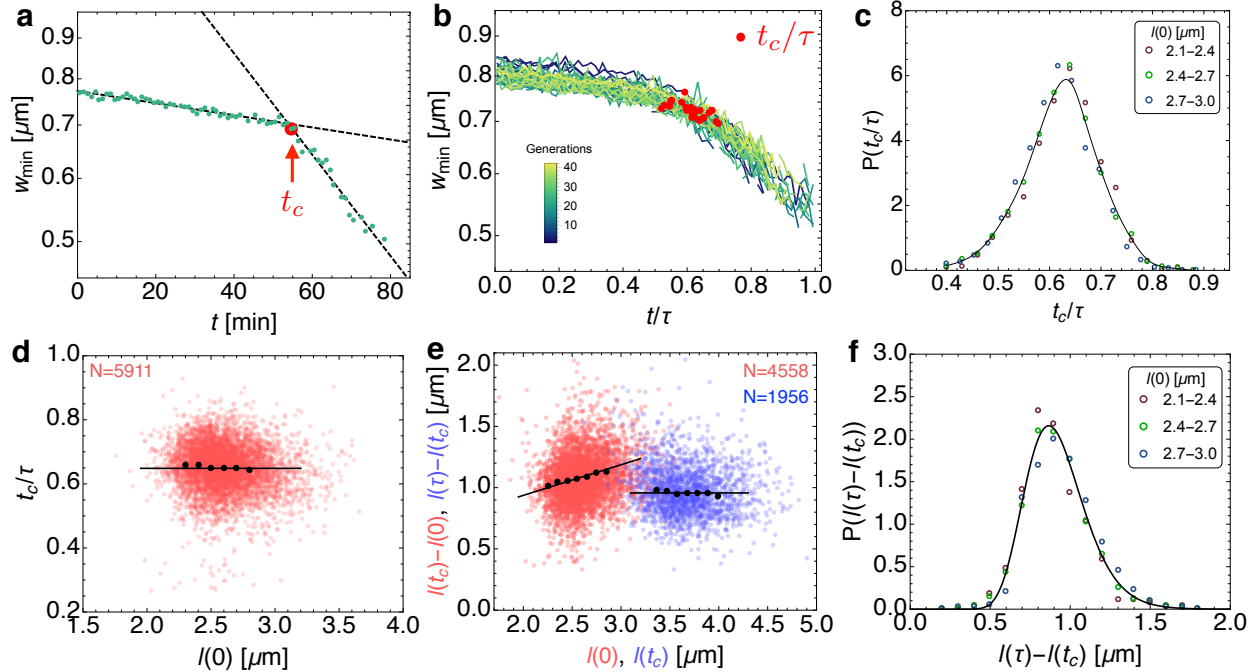 a
0.9
0.8
0.7
0.6
0.5
w_min [µm]
t_c
0 20 40 60 80
t [min]
b
0.9
0.8
0.7
0.6
0.5
w_min [µm]
t_c/τ
Generations
40
30
20
10
0.0 0.2 0.4 0.6 0.8 1.0
t/τ
c
8
6
4
2
0
P(t_c/τ)
l(0) [µm]
2.1–2.4
2.4–2.7
2.7–3.0
0.4 0.5 0.6 0.7 0.8 0.9
t_c/τ
d
N=5911
1.0
0.8
0.6
0.4
0.2
t_c/τ
1.5 2.0 2.5 3.0 3.5 4.0
l(0) [µm]
e
N=4558
N=1956
2.0
1.5
1.0
0.5
0.0
l(t_c)–l(0), l(τ)–l(t_c) [µm]
2.0 2.5 3.0 3.5 4.0 4.5 5.0
l(0), l(t_c) [µm]
f
3.0
2.5
2.0
1.5
1.0
0.5
0.0
P(l(τ)–l(t_c))
l(0) [µm]
2.1–2.4
2.4–2.7
2.7–3.0
0.0 0.5 1.0 1.5 2.0
l(τ)–l(t_c) [µm]